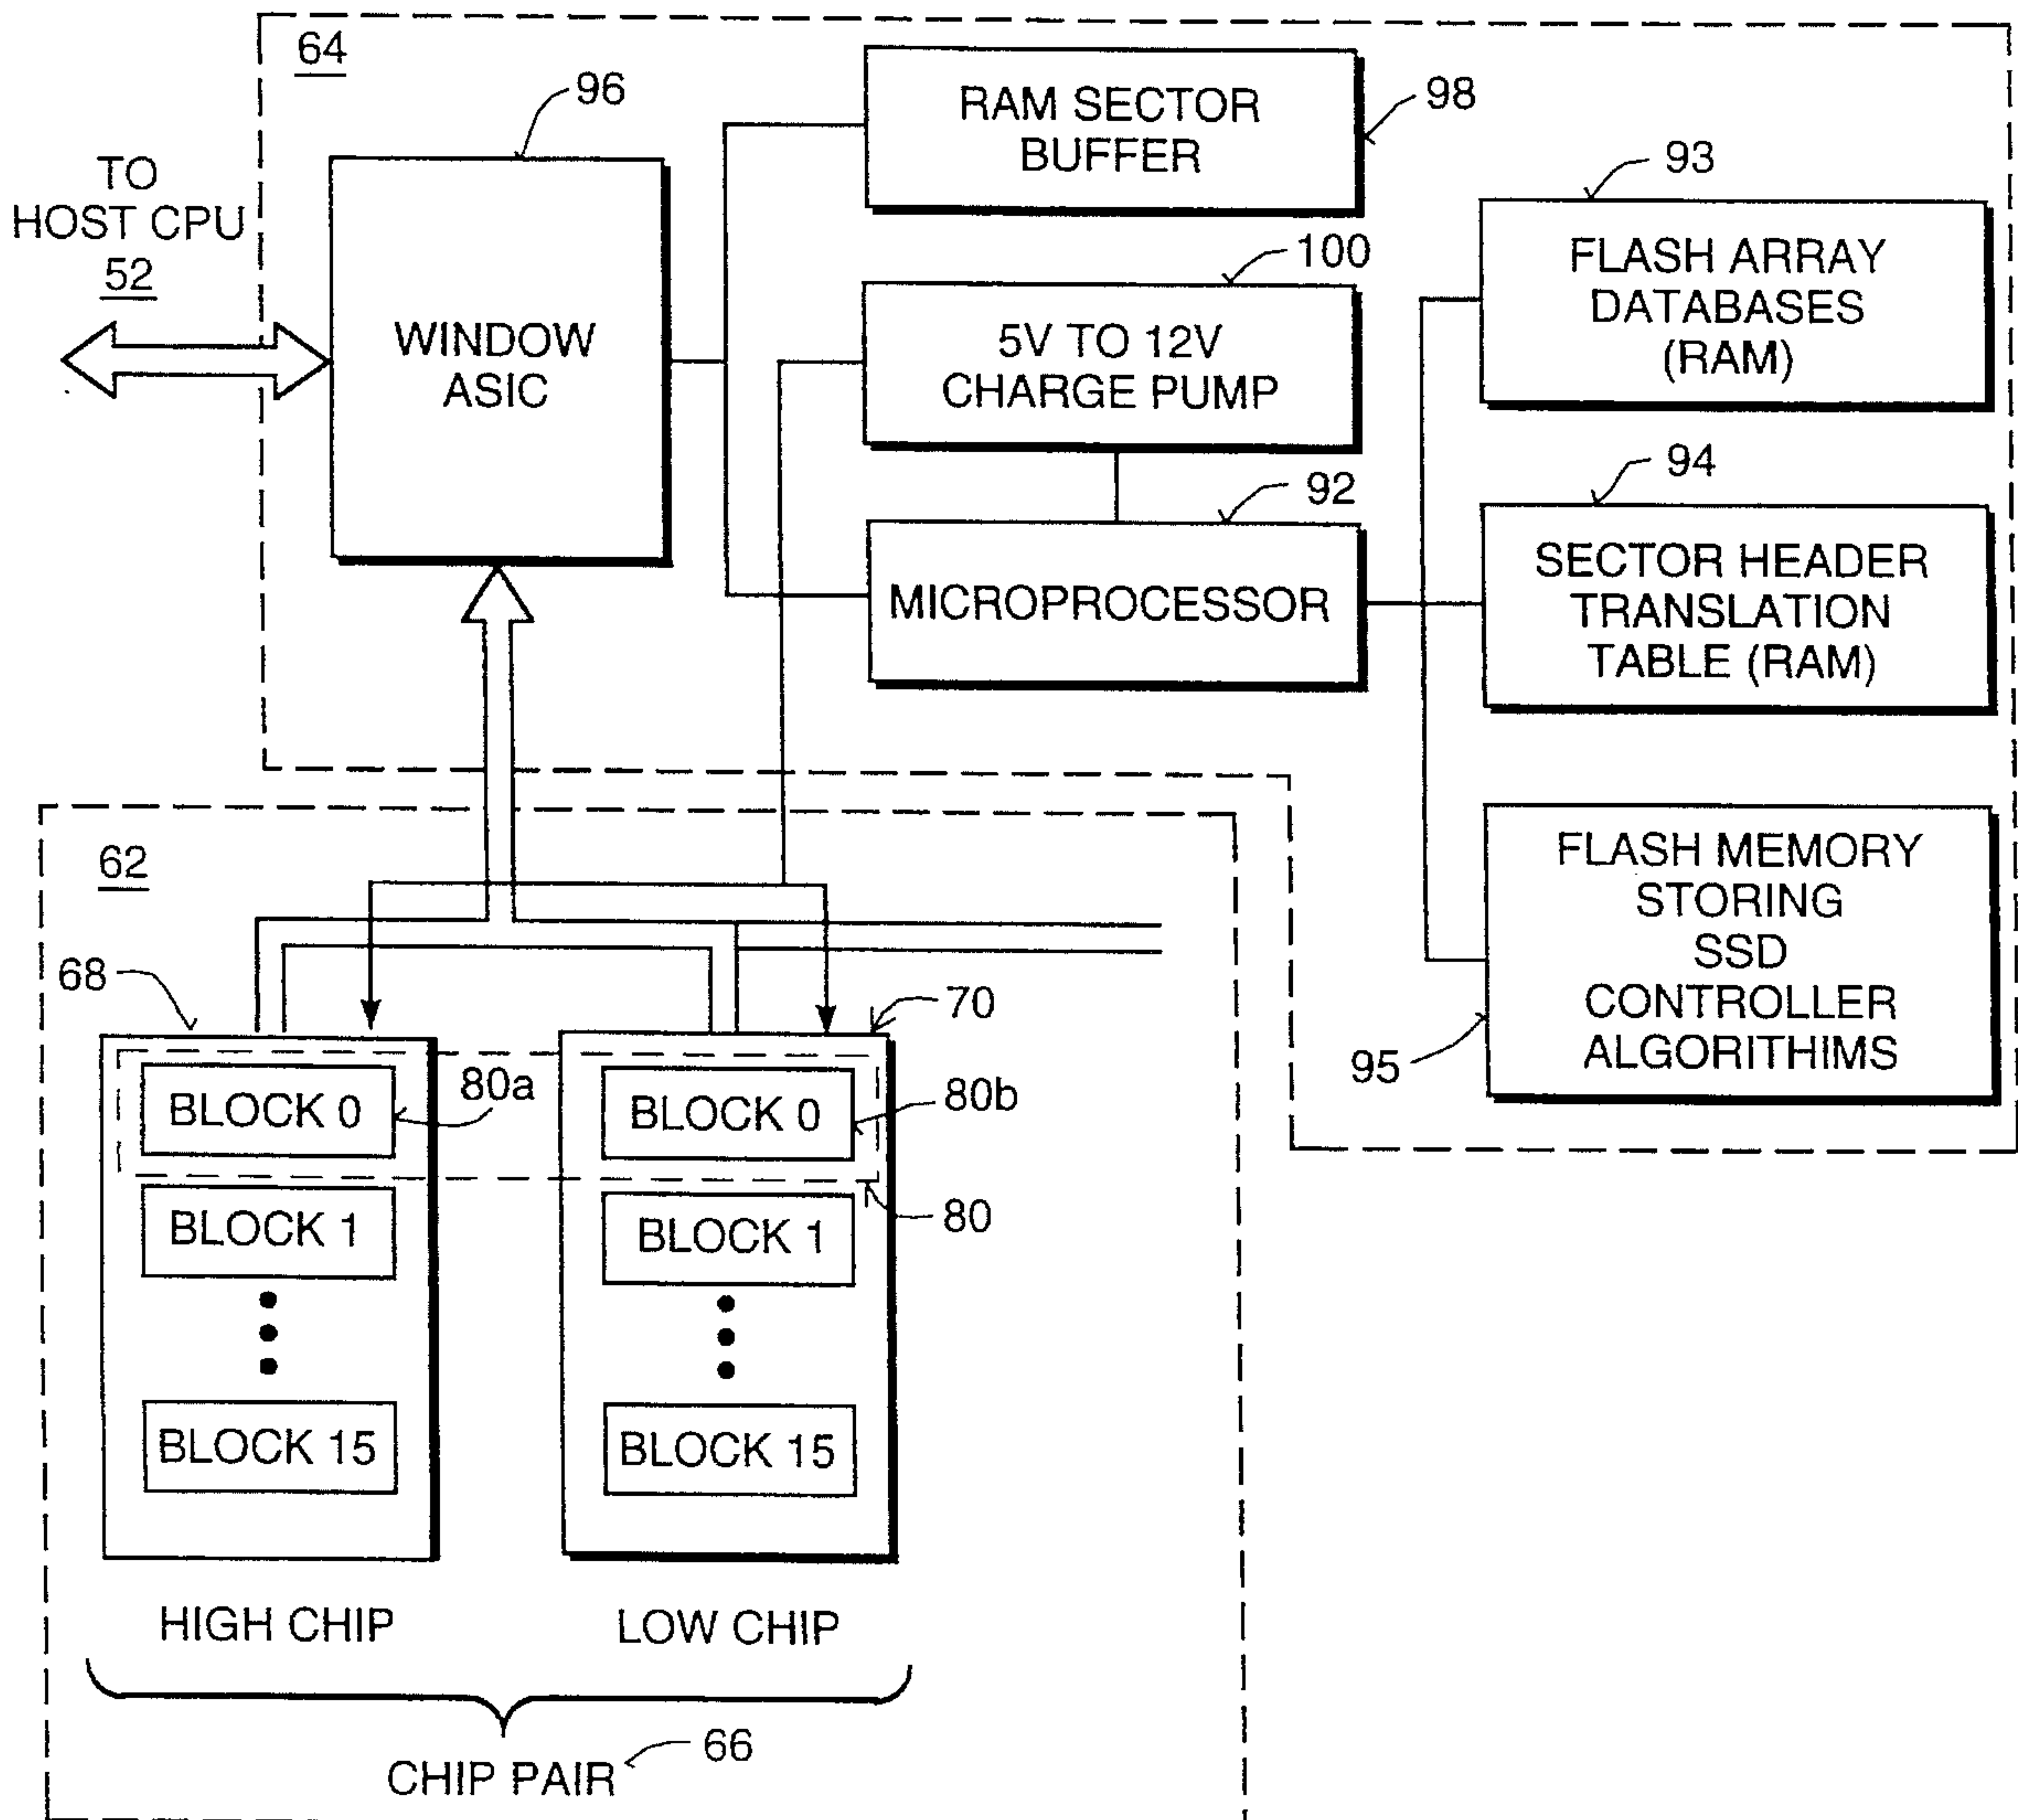 64
96
98
RAM SECTOR
BUFFER
93
TO
HOST CPU
52
WINDOW
ASIC
100
5V TO 12V
CHARGE PUMP
FLASH ARRAY
DATABASES
(RAM)
92
MICROPROCESSOR
94
SECTOR HEADER
TRANSLATION
TABLE (RAM)
95
FLASH MEMORY
STORING
SSD
CONTROLLER
ALGORITHIMS
62
68
70
BLOCK 0
80a
BLOCK 0
80b
80
BLOCK 1
BLOCK 1
BLOCK 15
BLOCK 15
HIGH CHIP
LOW CHIP
CHIP PAIR
66